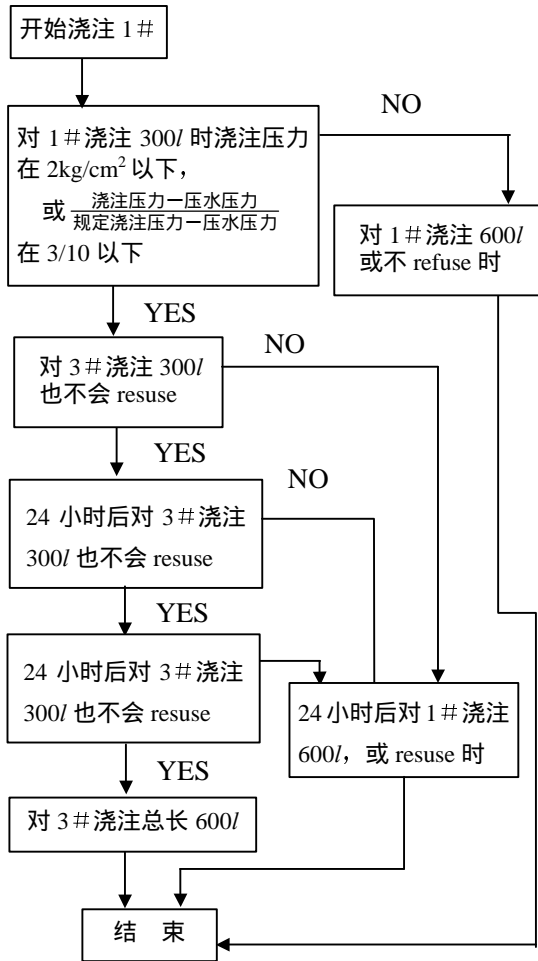 开始浇注 1＃
NO
对 1＃浇注 300l 时浇注压力
在 2kg/cm² 以下，
或 浇注压力－压水压力
规定浇注压力－压水压力
在 3/10 以下
对 1＃浇注 600l
或不 refuse 时
YES
NO
对 3＃浇注 300l
也不会 resuse
YES
NO
24 小时后对 3＃浇注
300l 也不会 resuse
YES
24 小时后对 3＃浇注
300l 也不会 resuse
24 小时后对 1＃浇注
600l，或 resuse 时
YES
对 3＃浇注总长 600l
结 束